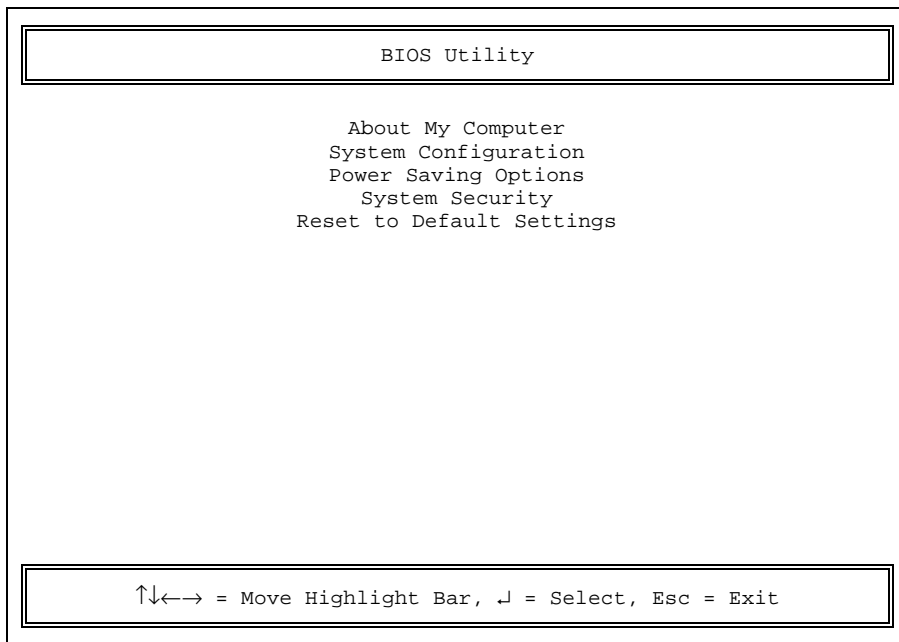 BIOS Utility
About My Computer
System Configuration
Power Saving Options
System Security
Reset to Default Settings
↑↓←→ = Move Highlight Bar, ↵ = Select, Esc = Exit